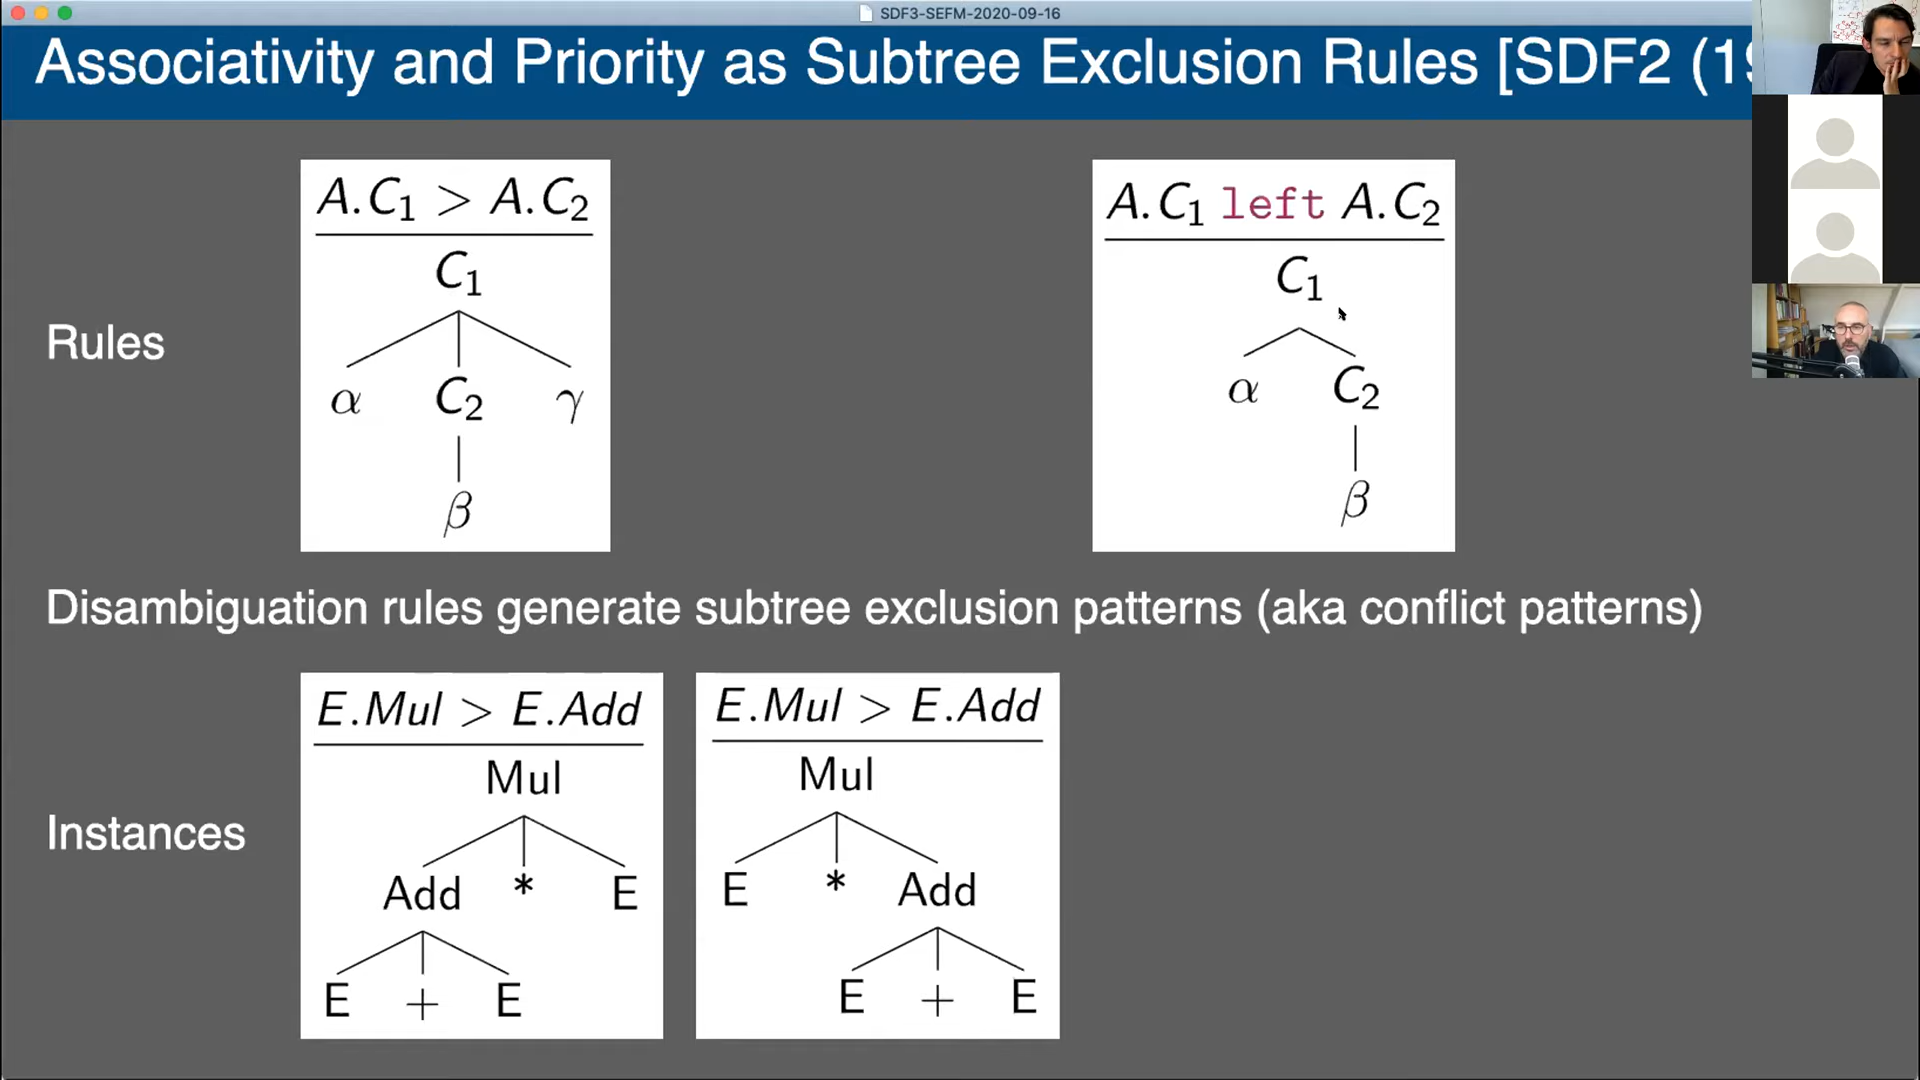 SDF3-SEFM-2020-09-16
Associativity and Priority as Subtree Exclusion Rules [SDF2 (19
Rules
A.C₁ > A.C₂
C₁
α C₂ γ
β
A.C₁ left A.C₂
C₁
α C₂
β
Disambiguation rules generate subtree exclusion patterns (aka conflict patterns)
Instances
E.Mul > E.Add
Mul
Add * E
E + E
E.Mul > E.Add
Mul
E * Add
E + E